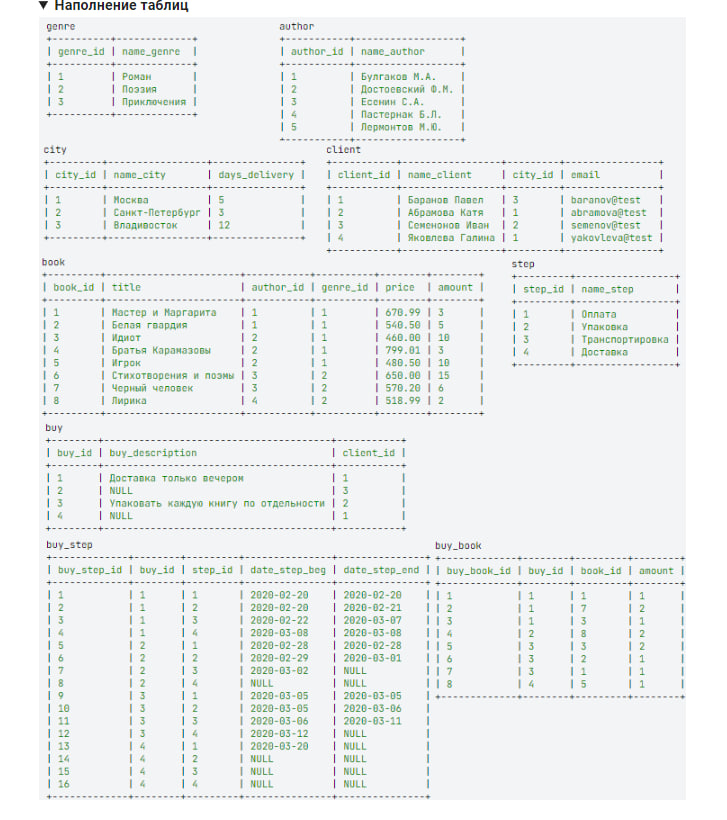 ▼ Наполнение таблиц
genre
+----------+-------------+
| genre_id | name_genre  |
+----------+-------------+
| 1        | Роман       |
| 2        | Поэзия      |
| 3        | Приключения |
+----------+-------------+
author
+-----------+------------------+
| author_id | name_author      |
+-----------+------------------+
| 1         | Булгаков М.А.    |
| 2         | Достоевский Ф.М. |
| 3         | Есенин С.А.      |
| 4         | Пастернак Б.Л.   |
| 5         | Лермонтов М.Ю.   |
+-----------+------------------+
city
+---------+-----------------+---------------+
| city_id | name_city       | days_delivery |
+---------+-----------------+---------------+
| 1       | Москва          | 5             |
| 2       | Санкт-Петербург | 3             |
| 3       | Владивосток     | 12            |
+---------+-----------------+---------------+
client
+-----------+-----------------+---------+----------------+
| client_id | name_client     | city_id | email          |
+-----------+-----------------+---------+----------------+
| 1         | Баранов Павел   | 3       | baranov@test   |
| 2         | Абрамова Катя   | 1       | abramova@test  |
| 3         | Семенонов Иван  | 2       | semenov@test   |
| 4         | Яковлева Галина | 1       | yakovleva@test |
+-----------+-----------------+---------+----------------+
book
+---------+-----------------------+-----------+----------+--------+--------+
| book_id | title                 | author_id | genre_id | price  | amount |
+---------+-----------------------+-----------+----------+--------+--------+
| 1       | Мастер и Маргарита    | 1         | 1        | 670.99 | 3      |
| 2       | Белая гвардия         | 1         | 1        | 540.50 | 5      |
| 3       | Идиот                 | 2         | 1        | 460.00 | 10     |
| 4       | Братья Карамазовы     | 2         | 1        | 799.01 | 3      |
| 5       | Игрок                 | 2         | 1        | 480.50 | 10     |
| 6       | Стихотворения и поэмы | 3         | 2        | 650.00 | 15     |
| 7       | Черный человек        | 3         | 2        | 570.20 | 6      |
| 8       | Лирика                | 4         | 2        | 518.99 | 2      |
+---------+-----------------------+-----------+----------+--------+--------+
step
+---------+-----------------+
| step_id | name_step       |
+---------+-----------------+
| 1       | Оплата          |
| 2       | Упаковка        |
| 3       | Транспортировка |
| 4       | Доставка        |
+---------+-----------------+
buy
+--------+---------------------------------------+-----------+
| buy_id | buy_description                       | client_id |
+--------+---------------------------------------+-----------+
| 1      | Доставка только вечером               | 1         |
| 2      | NULL                                  | 3         |
| 3      | Упаковать каждую книгу по отдельности | 2         |
| 4      | NULL                                  | 1         |
+--------+---------------------------------------+-----------+
buy_step
+-------------+--------+---------+---------------+---------------+
| buy_step_id | buy_id | step_id | date_step_beg | date_step_end |
+-------------+--------+---------+---------------+---------------+
| 1           | 1      | 1       | 2020-02-20    | 2020-02-20    |
| 2           | 1      | 2       | 2020-02-20    | 2020-02-21    |
| 3           | 1      | 3       | 2020-02-22    | 2020-03-07    |
| 4           | 1      | 4       | 2020-03-08    | 2020-03-08    |
| 5           | 2      | 1       | 2020-02-28    | 2020-02-28    |
| 6           | 2      | 2       | 2020-02-29    | 2020-03-01    |
| 7           | 2      | 3       | 2020-03-02    | NULL          |
| 8           | 2      | 4       | NULL          | NULL          |
| 9           | 3      | 1       | 2020-03-05    | 2020-03-05    |
| 10          | 3      | 2       | 2020-03-05    | 2020-03-06    |
| 11          | 3      | 3       | 2020-03-06    | 2020-03-11    |
| 12          | 3      | 4       | 2020-03-12    | NULL          |
| 13          | 4      | 1       | 2020-03-20    | NULL          |
| 14          | 4      | 2       | NULL          | NULL          |
| 15          | 4      | 3       | NULL          | NULL          |
| 16          | 4      | 4       | NULL          | NULL          |
+-------------+--------+---------+---------------+---------------+
buy_book
+-------------+--------+---------+--------+
| buy_book_id | buy_id | book_id | amount |
+-------------+--------+---------+--------+
| 1           | 1      | 1       | 1      |
| 2           | 1      | 7       | 2      |
| 3           | 1      | 3       | 1      |
| 4           | 2      | 8       | 2      |
| 5           | 3      | 3       | 2      |
| 6           | 3      | 2       | 1      |
| 7           | 3      | 1       | 1      |
| 8           | 4      | 5       | 1      |
+-------------+--------+---------+--------+